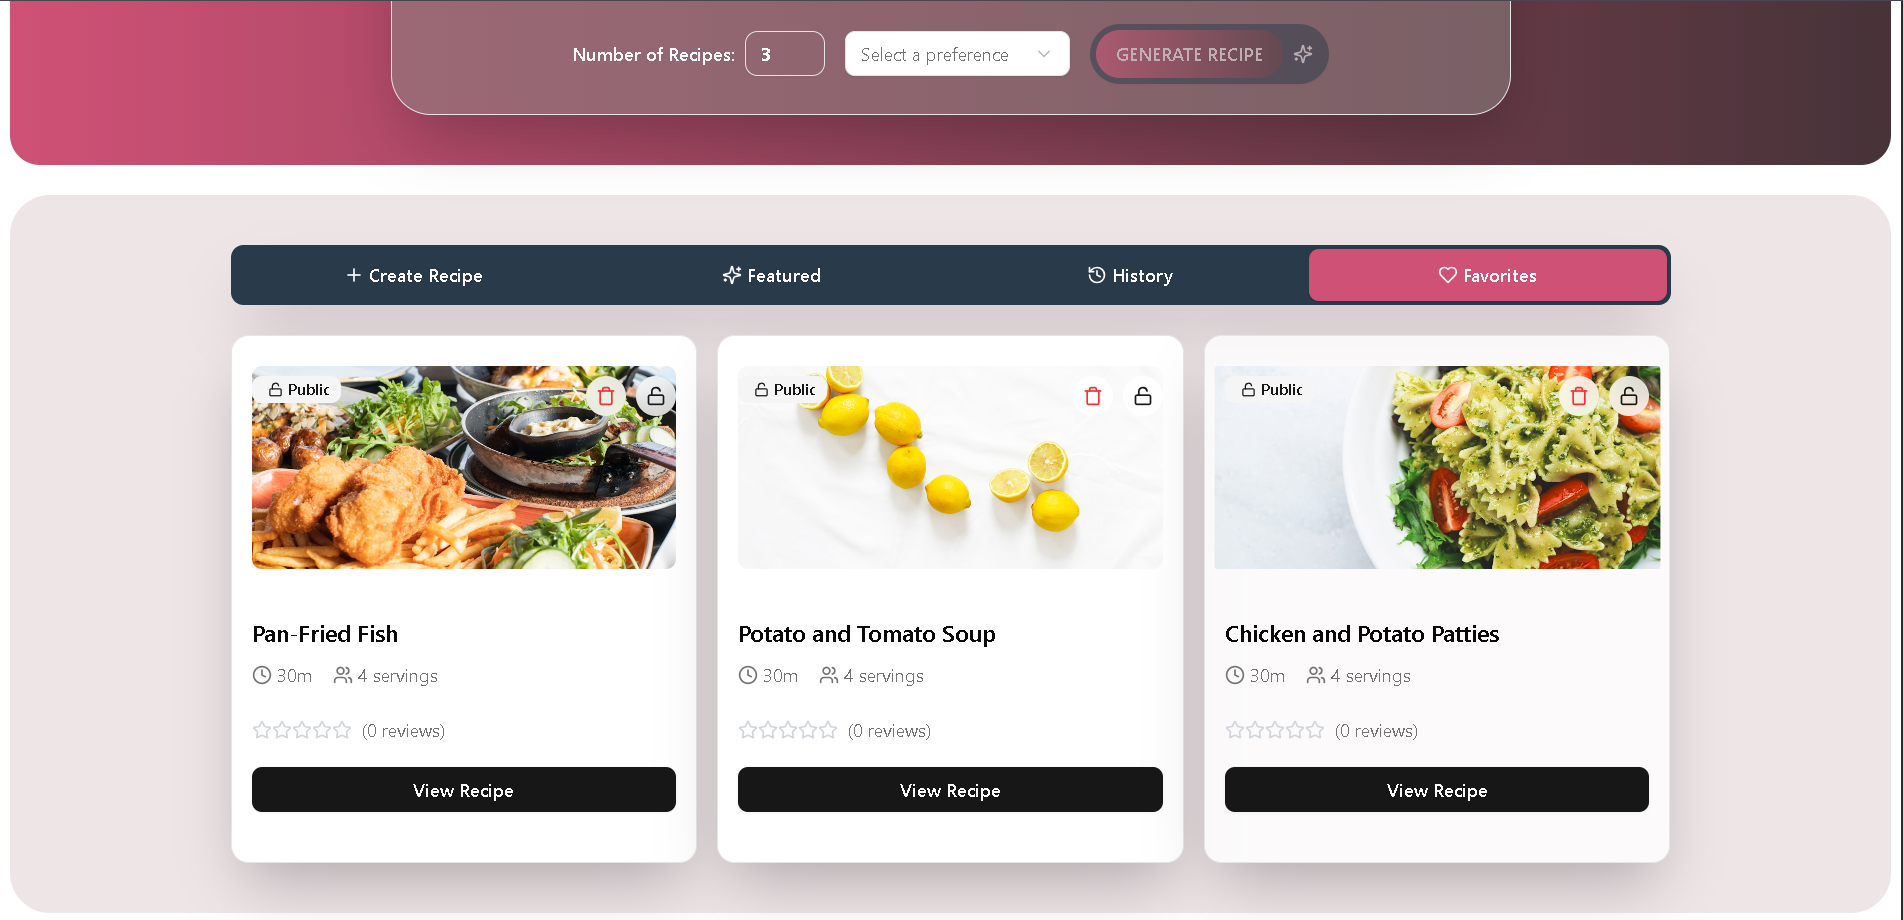 Number of Recipes: 3 Select a preference GENERATE RECIPE
Create Recipe Featured History Favorites
Public Public Public
Pan-Fried Fish Potato and Tomato Soup Chicken and Potato Patties
30m 4 servings 30m 4 servings 30m 4 servings
(0 reviews) (0 reviews) (0 reviews)
View Recipe View Recipe View Recipe